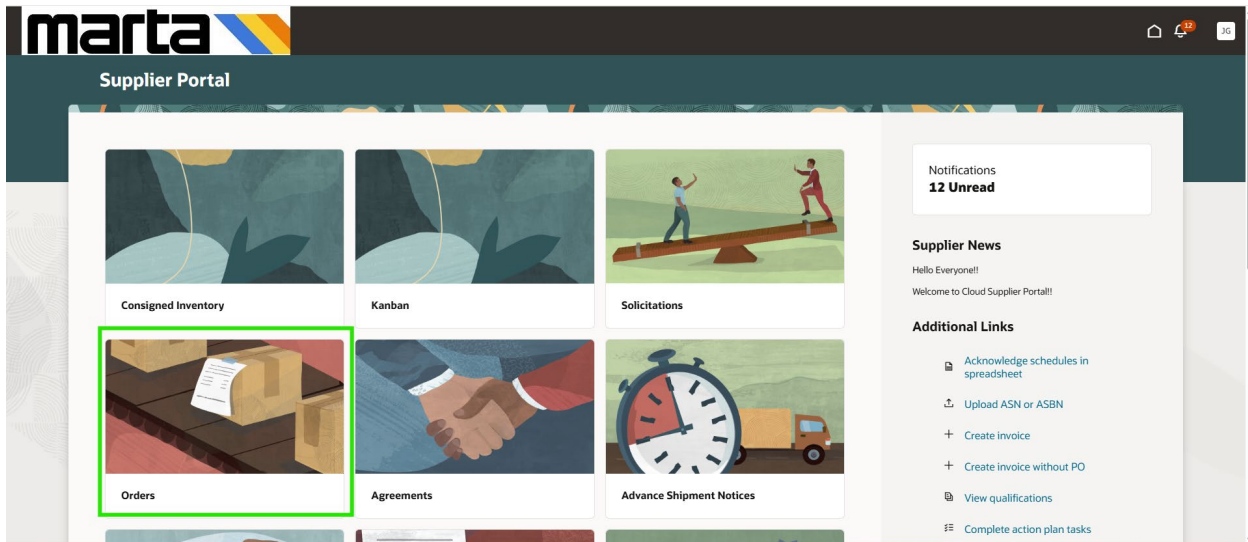 marta
12
JG
Supplier Portal
Consigned Inventory
Kanban
Solicitations
Orders
Agreements
Advance Shipment Notices
Notifications
12 Unread
Supplier News
Hello Everyone!!
Welcome to Cloud Supplier Portal!!
Additional Links
Acknowledge schedules in
spreadsheet
Upload ASN or ASBN
Create invoice
Create invoice without PO
View qualifications
Complete action plan tasks